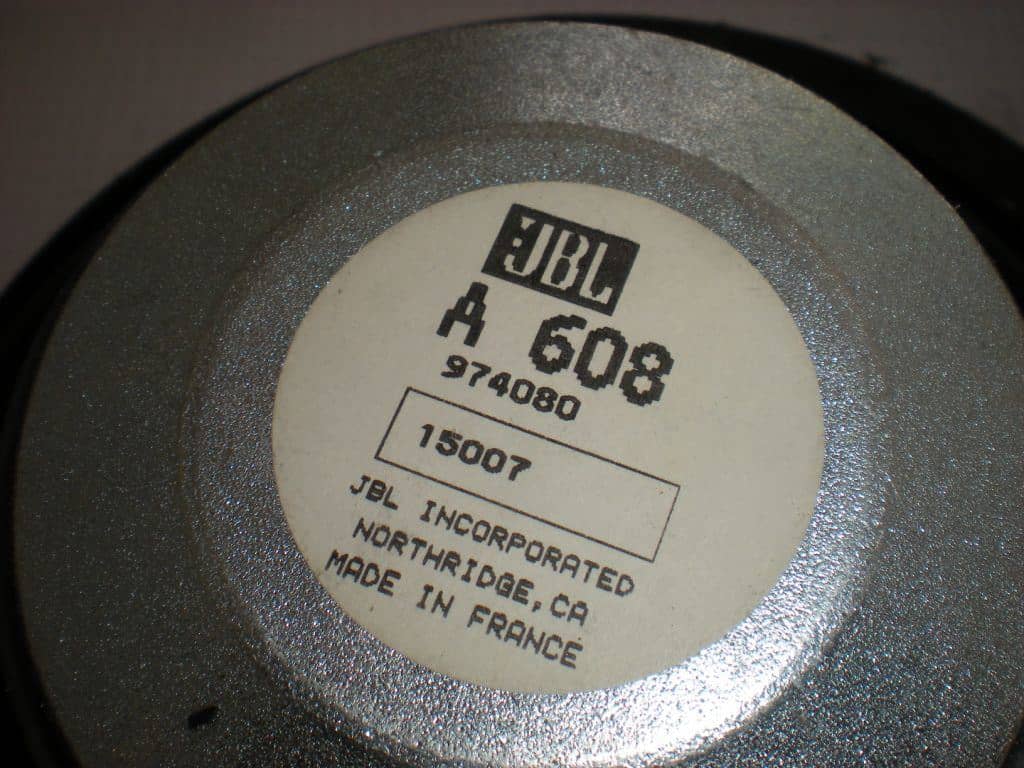 JBL
A 608
974080
15007
JBL INCORPORATED
NORTHRIDGE, CA
MADE IN FRANCE